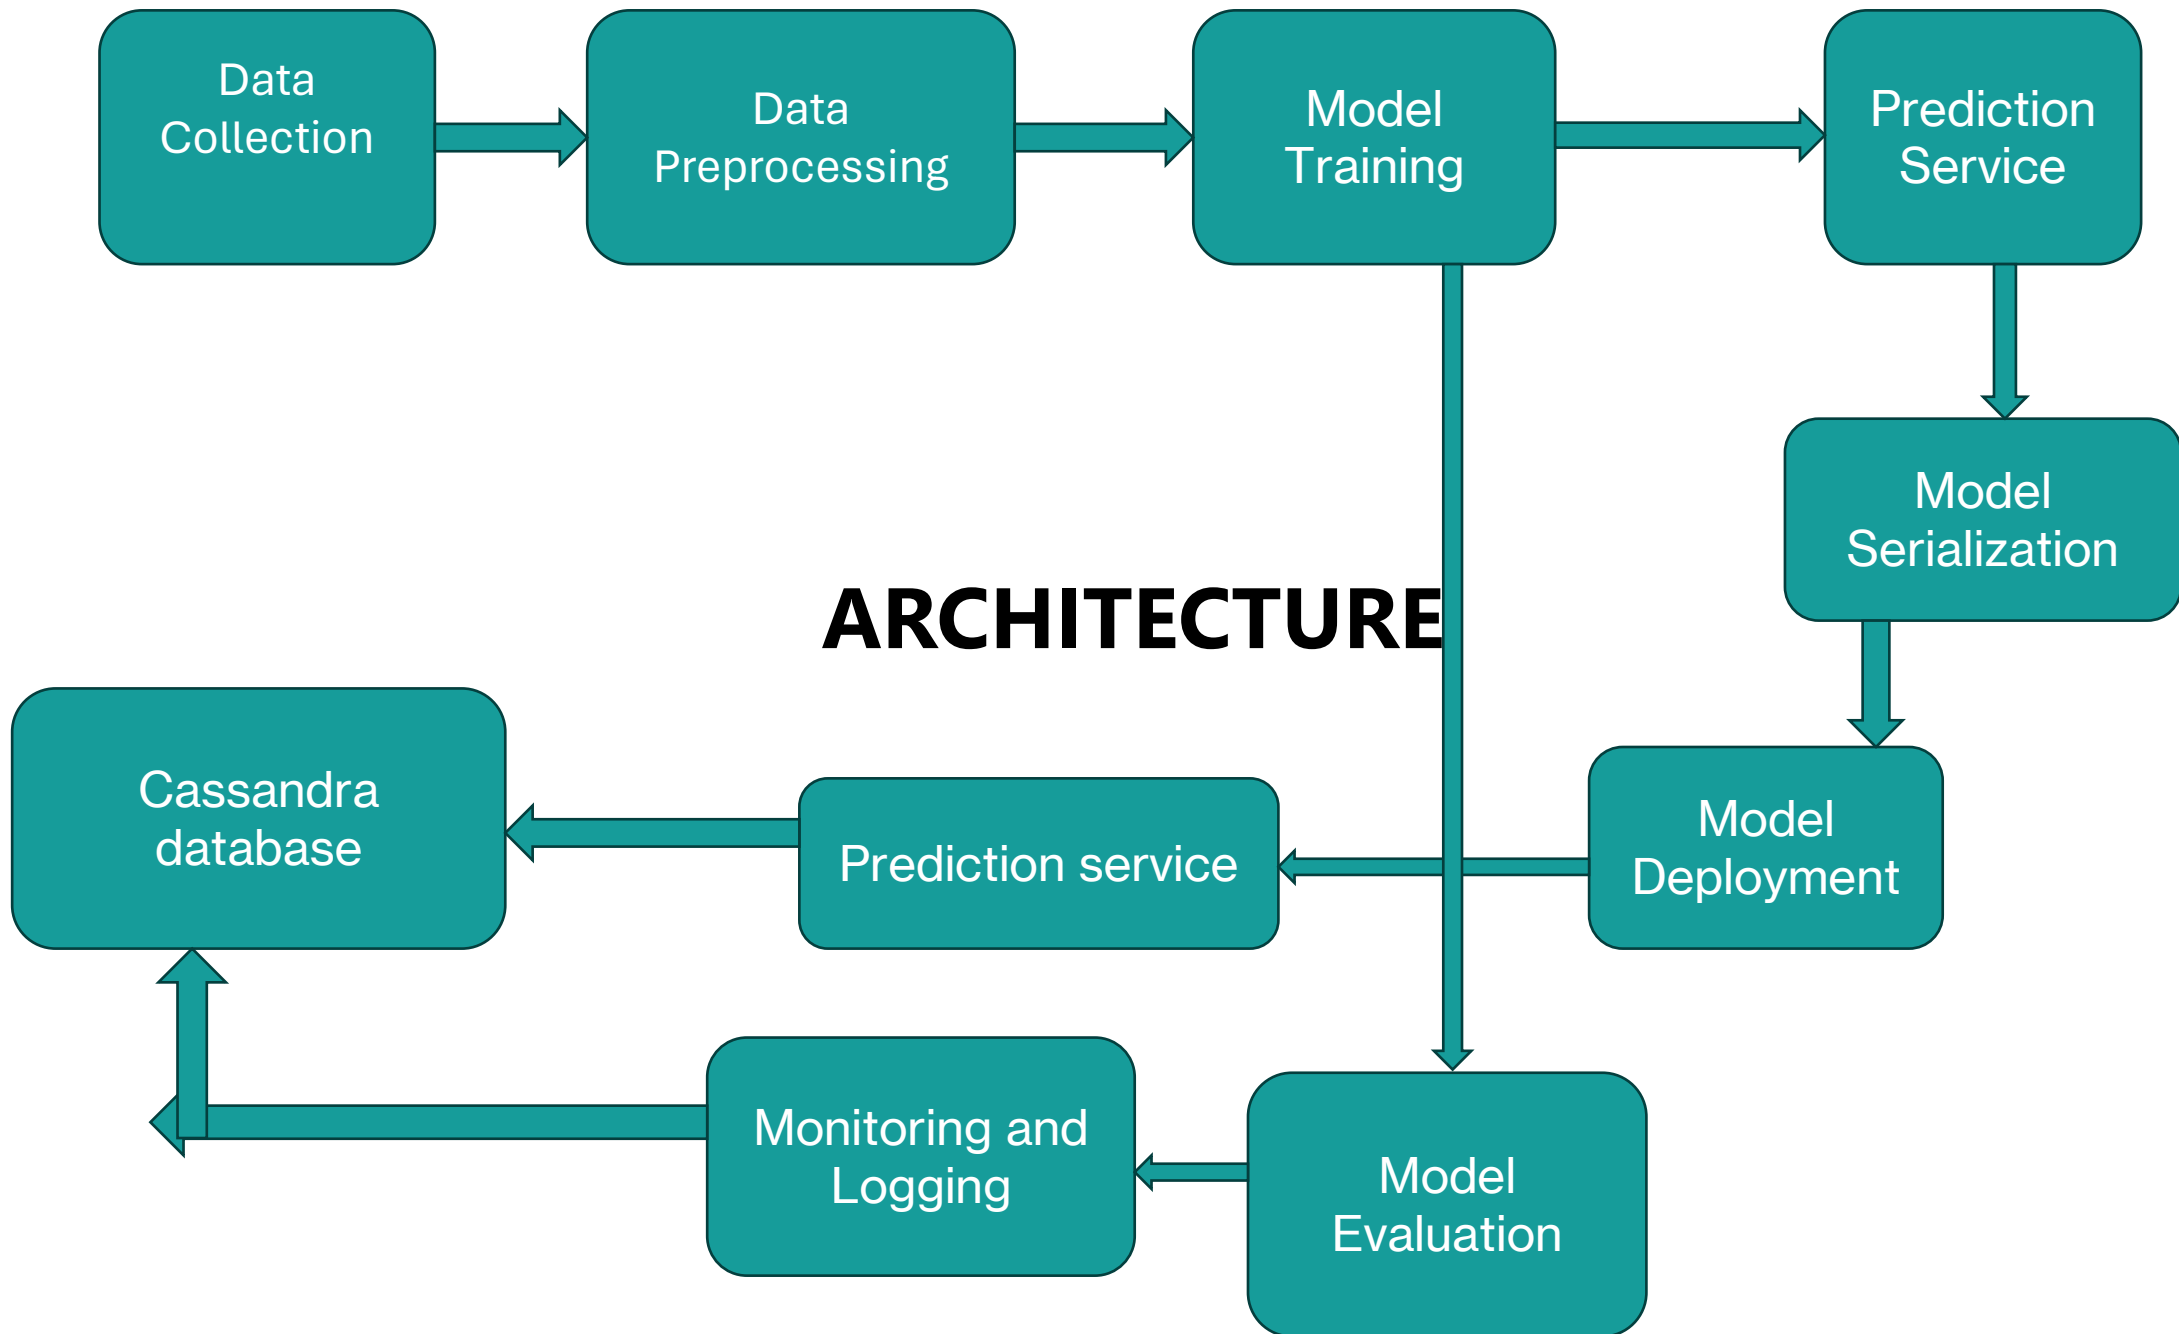 Data
Collection
Data
Preprocessing
Model
Training
Prediction
Service
Model
Serialization
ARCHITECTURE
Cassandra
database
Prediction service
Model
Deployment
Monitoring and
Logging
Model
Evaluation